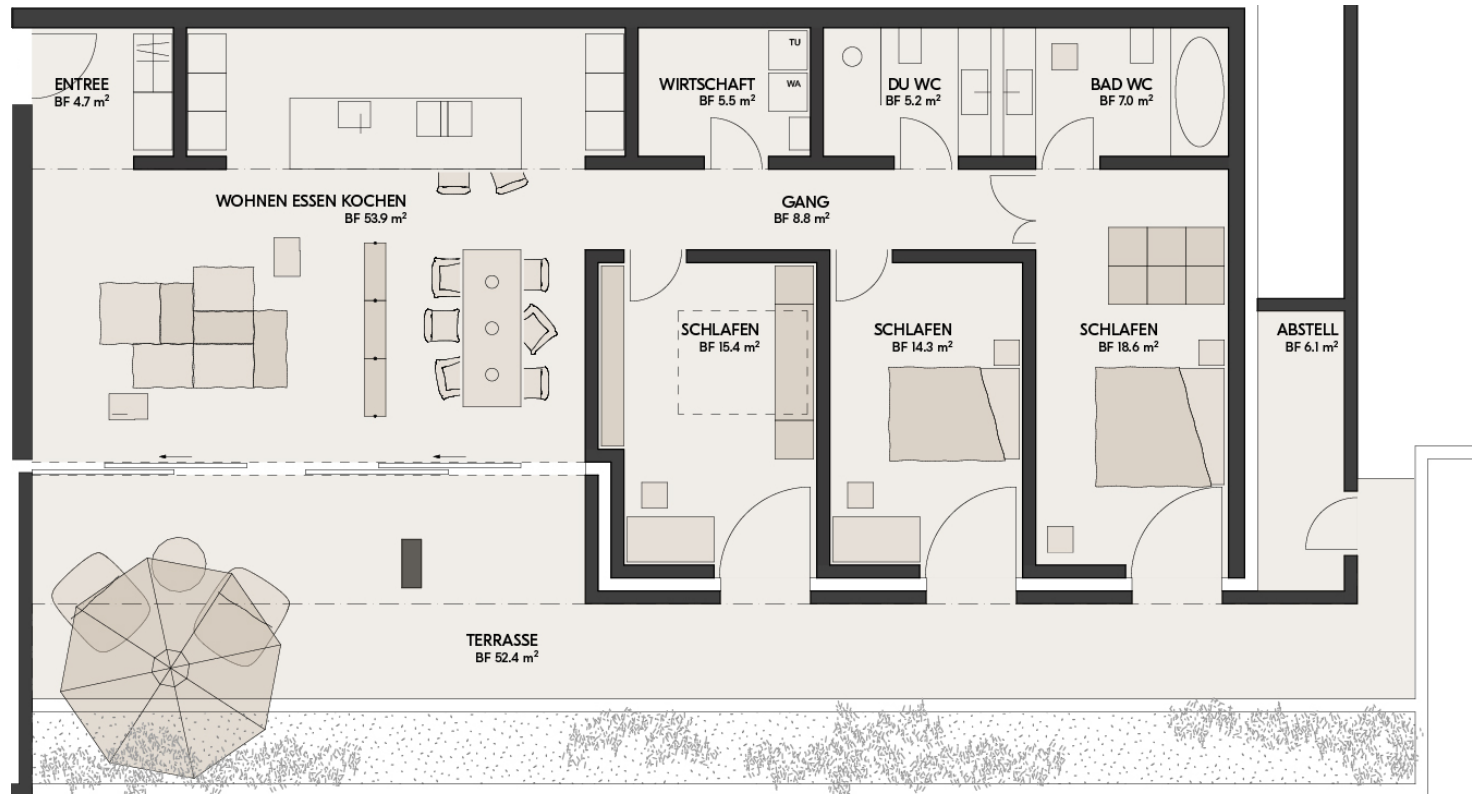 ENTREE
BF 4.7 m²
WIRTSCHAFT
BF 5.5 m²
TU
WA
DU WC
BF 5.2 m²
BAD WC
BF 7.0 m²
WOHNEN ESSEN KOCHEN
BF 53.9 m²
GANG
BF 8.8 m²
SCHLAFEN
BF 15.4 m²
SCHLAFEN
BF 14.3 m²
SCHLAFEN
BF 18.6 m²
ABSTELL
BF 6.1 m²
TERRASSE
BF 52.4 m²